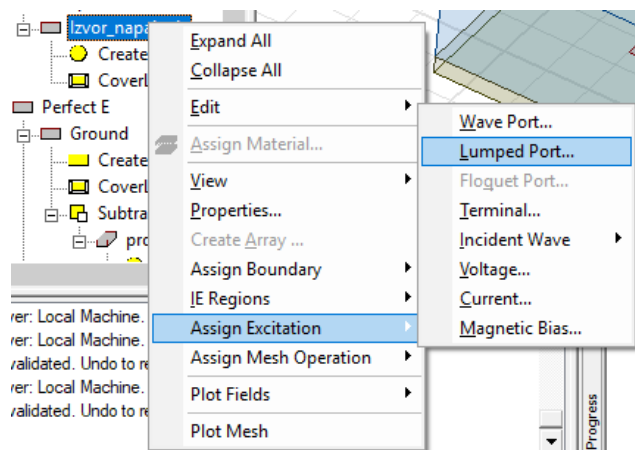 Izvor_napa
Create
CoverL
Perfect E
Ground
Create
CoverL
Subtra
pro
ver: Local Machine.
ver: Local Machine.
validated. Undo to re
ver: Local Machine.
validated. Undo to re
Expand All
Collapse All
Edit
Assign Material...
View
Properties...
Create Array ...
Assign Boundary
IE Regions
Assign Excitation
Assign Mesh Operation
Plot Fields
Plot Mesh
Wave Port...
Lumped Port...
Floquet Port...
Terminal...
Incident Wave
Voltage...
Current...
Magnetic Bias...
Progress